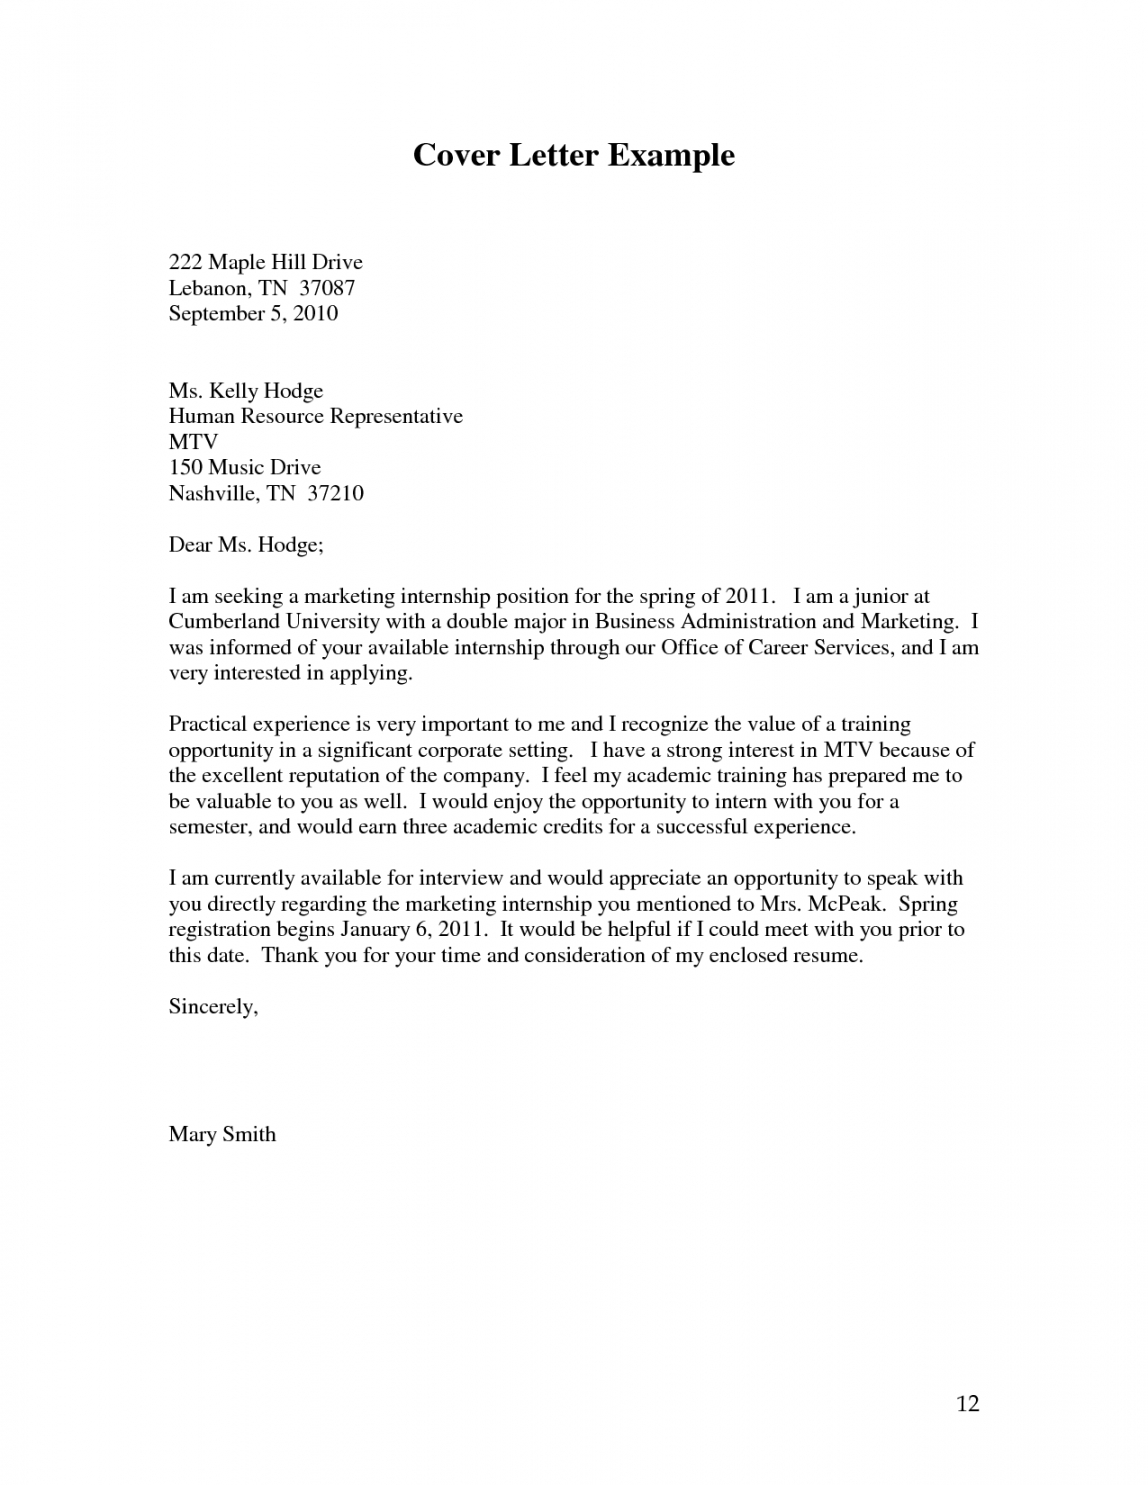 Cover Letter Example
222 Maple Hill Drive
Lebanon, TN  37087
September 5, 2010
Ms. Kelly Hodge
Human Resource Representative
MTV
150 Music Drive
Nashville, TN  37210
Dear Ms. Hodge;
I am seeking a marketing internship position for the spring of 2011.   I am a junior at
Cumberland University with a double major in Business Administration and Marketing.  I
was informed of your available internship through our Office of Career Services, and I am
very interested in applying.
Practical experience is very important to me and I recognize the value of a training
opportunity in a significant corporate setting.   I have a strong interest in MTV because of
the excellent reputation of the company.  I feel my academic training has prepared me to
be valuable to you as well.  I would enjoy the opportunity to intern with you for a
semester, and would earn three academic credits for a successful experience.
I am currently available for interview and would appreciate an opportunity to speak with
you directly regarding the marketing internship you mentioned to Mrs. McPeak.  Spring
registration begins January 6, 2011.  It would be helpful if I could meet with you prior to
this date.  Thank you for your time and consideration of my enclosed resume.
Sincerely,
Mary Smith
12